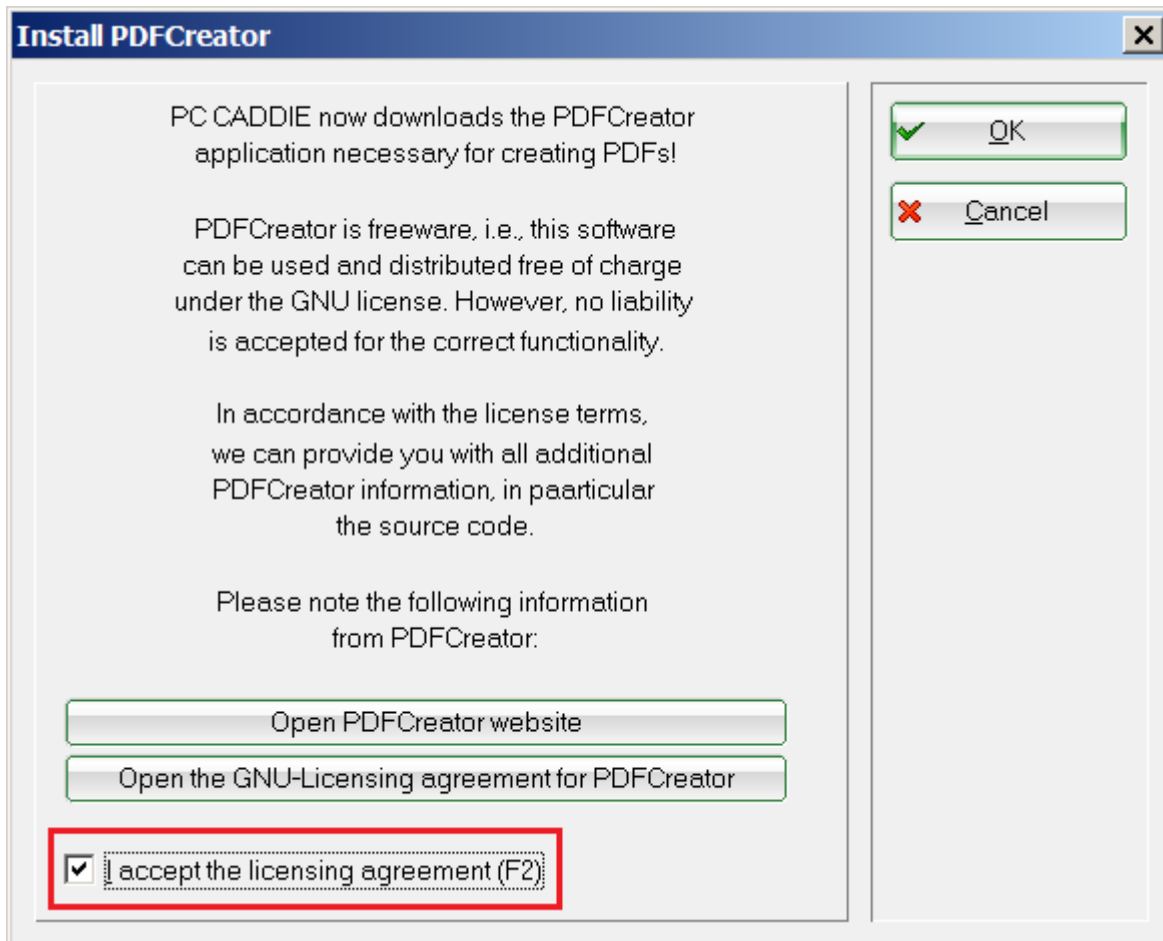 Install PDFCreator
PC CADDIE now downloads the PDFCreator
application necessary for creating PDFs!
PDFCreator is freeware, i.e., this software
can be used and distributed free of charge
under the GNU license. However, no liability
is accepted for the correct functionality.
In accordance with the license terms,
we can provide you with all additional
PDFCreator information, in paarticular
the source code.
Please note the following information
from PDFCreator:
Open PDFCreator website
Open the GNU-Licensing agreement for PDFCreator
I accept the licensing agreement (F2)
OK
Cancel